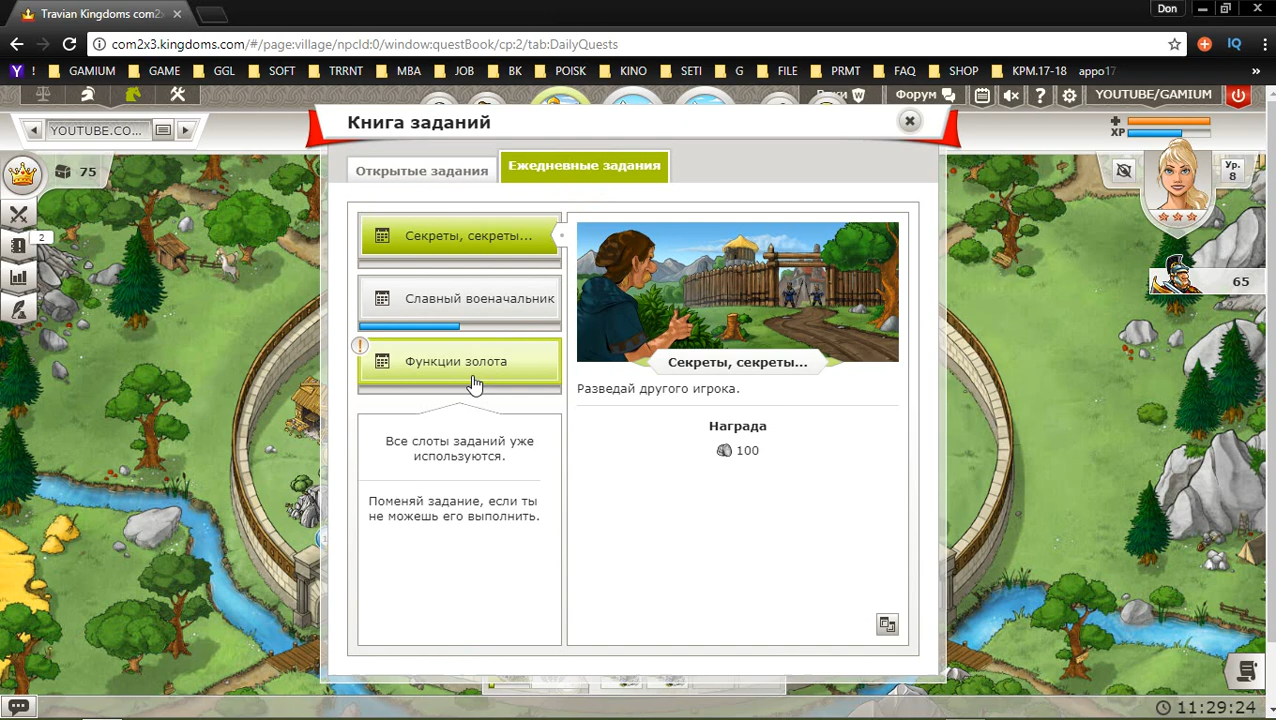 Travian Kingdoms com2x
Don
com2x3.kingdoms.com/#/page:village/npcId:0/window:questBook/cp:2/tab:DailyQuests
IQ
Y ! GAMIUM GAME GGL SOFT TRRNT MBA JOB BK POISK KINO SETI G FILE PRMT FAQ SHOP KPM.17-18 appo17 »
Форум ? YOUTUBE/GAMIUM
YOUTUBE.CO...
XP
75
Ур.
8
2
65
Книга заданий
Открытые задания
Ежедневные задания
Секреты, секреты...
Славный военачальник
!
Функции золота
Все слоты заданий уже
используются.
Поменяй задание, если ты
не можешь его выполнить.
Секреты, секреты...
Разведай другого игрока.
Награда
100
11:29:24